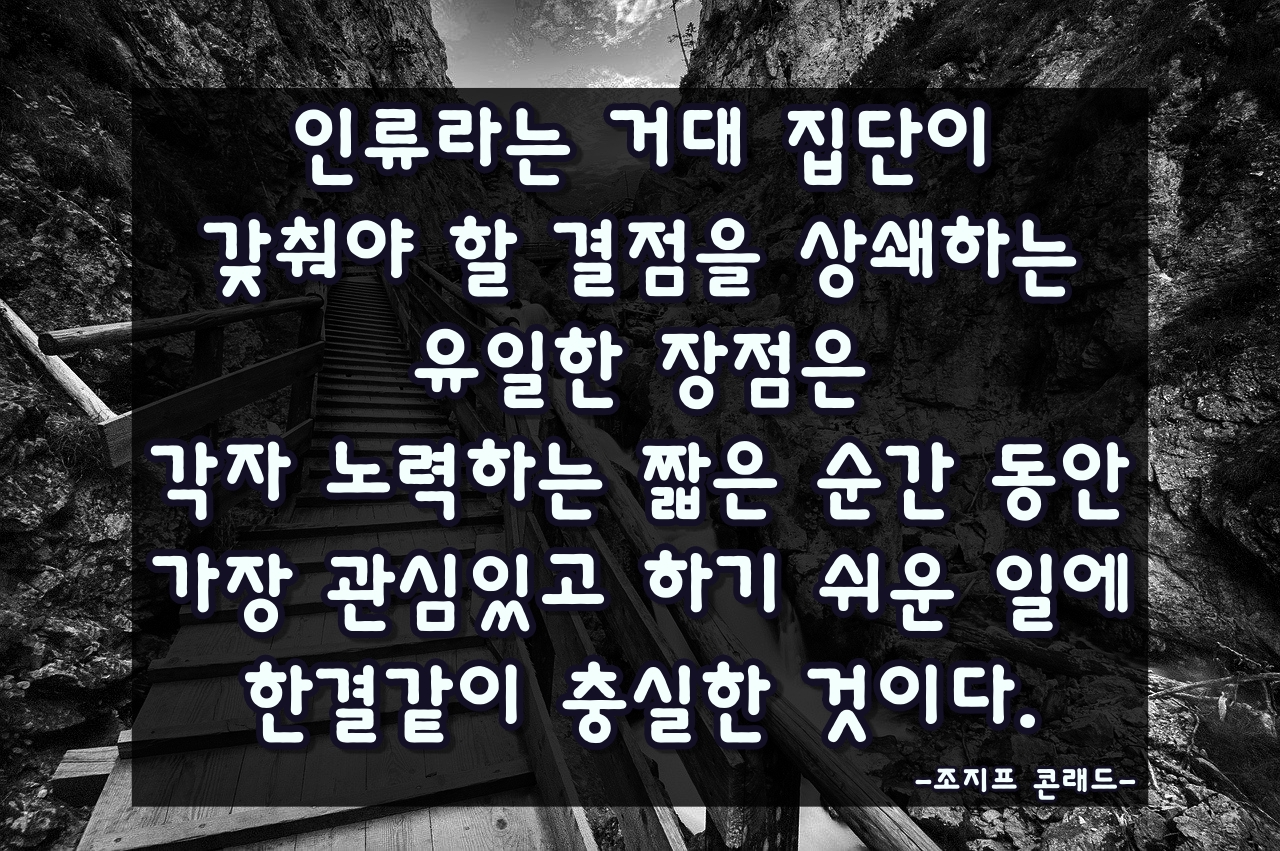 인류라는 거대 집단이
갖춰야 할 결점을 상쇄하는
유일한 장점은
각자 노력하는 짧은 순간 동안
가장 관심있고 하기 쉬운 일에
한결같이 충실한 것이다.
-조지프 콘래드-